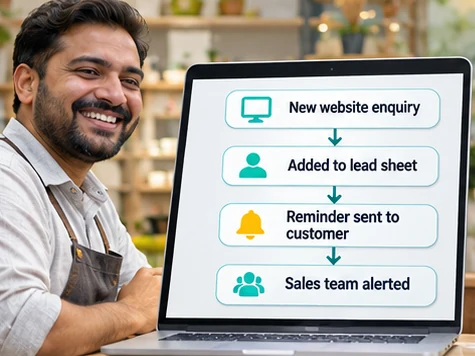 New website enquiry
Added to lead sheet
Reminder sent to
customer
Sales team alerted